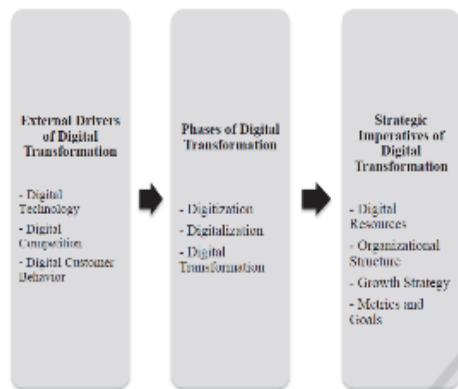 External Drivers
of Digital
Transformation
- Digital
Technology
- Digital
Competition
- Digital Customer
Behavior
Phases of Digital
Transformation
- Digitization
- Digitalization
- Digital
Transformation
Strategic
Imperatives of
Digital
Transformation
- Digital
Resources
- Organizational
Structure
- Growth Strategy
- Metrics and
Goals